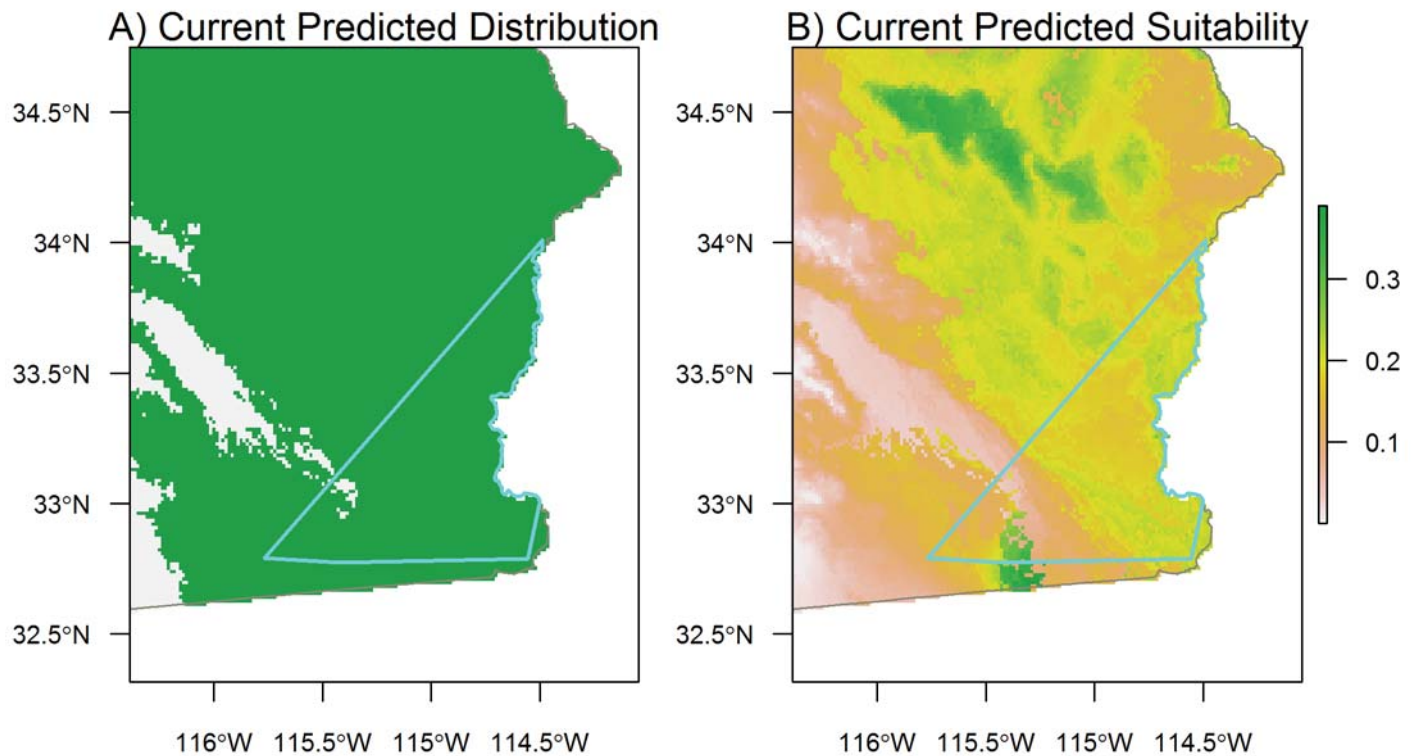 A) Current Predicted Distribution
34.5°N
34°N
33.5°N
33°N
32.5°N
116°W 115.5°W 115°W 114.5°W
B) Current Predicted Suitability
34.5°N
34°N
33.5°N
33°N
32.5°N
116°W 115.5°W 115°W 114.5°W
0.3
0.2
0.1